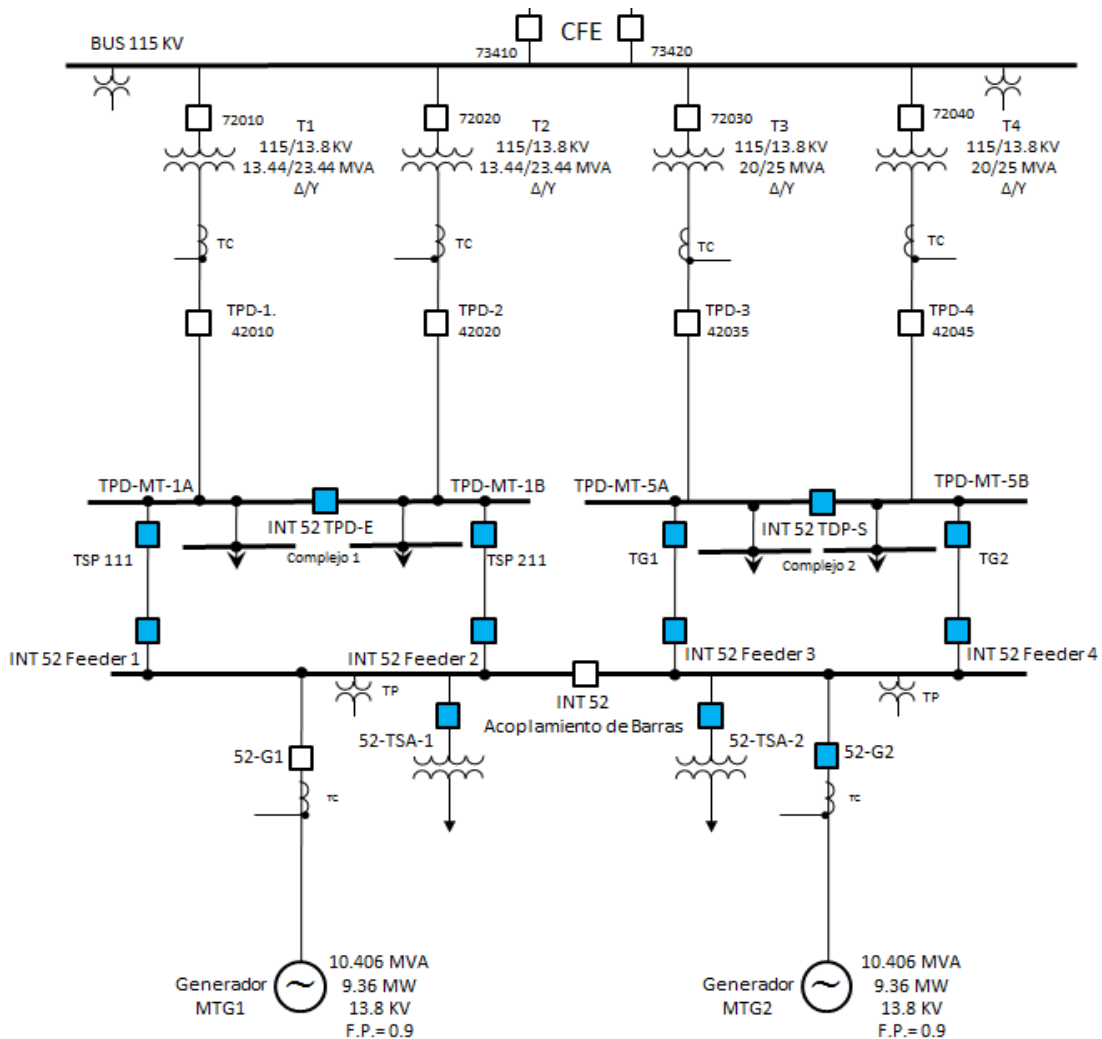 CFE
BUS 115 KV
73410
73420
72010
72020
72030
72040
T1
115/13.8 KV
13.44/23.44 MVA
Δ/Y
T2
115/13.8 KV
13.44/23.44 MVA
Δ/Y
T3
115/13.8 KV
20/25 MVA
Δ/Y
T4
115/13.8 KV
20/25 MVA
Δ/Y
TC
TC
TC
TC
TPD-1.
42010
TPD-2
42020
TPD-3
42035
TPD-4
42045
TPD-MT-1A
TPD-MT-1B
TPD-MT-5A
TPD-MT-5B
INT 52 TPD-E
INT 52 TDP-S
TSP 111
Complejo 1
TSP 211
TG1
Complejo 2
TG2
INT 52 Feeder 1
INT 52 Feeder 2
INT 52 Feeder 3
INT 52 Feeder 4
TP
INT 52
Acoplamiento de Barras
TP
52-G1
52-TSA-1
52-TSA-2
52-G2
TC
TC
Generador
MTG1
10.406 MVA
9.36 MW
13.8 KV
F.P.= 0.9
Generador
MTG2
10.406 MVA
9.36 MW
13.8 KV
F.P.= 0.9